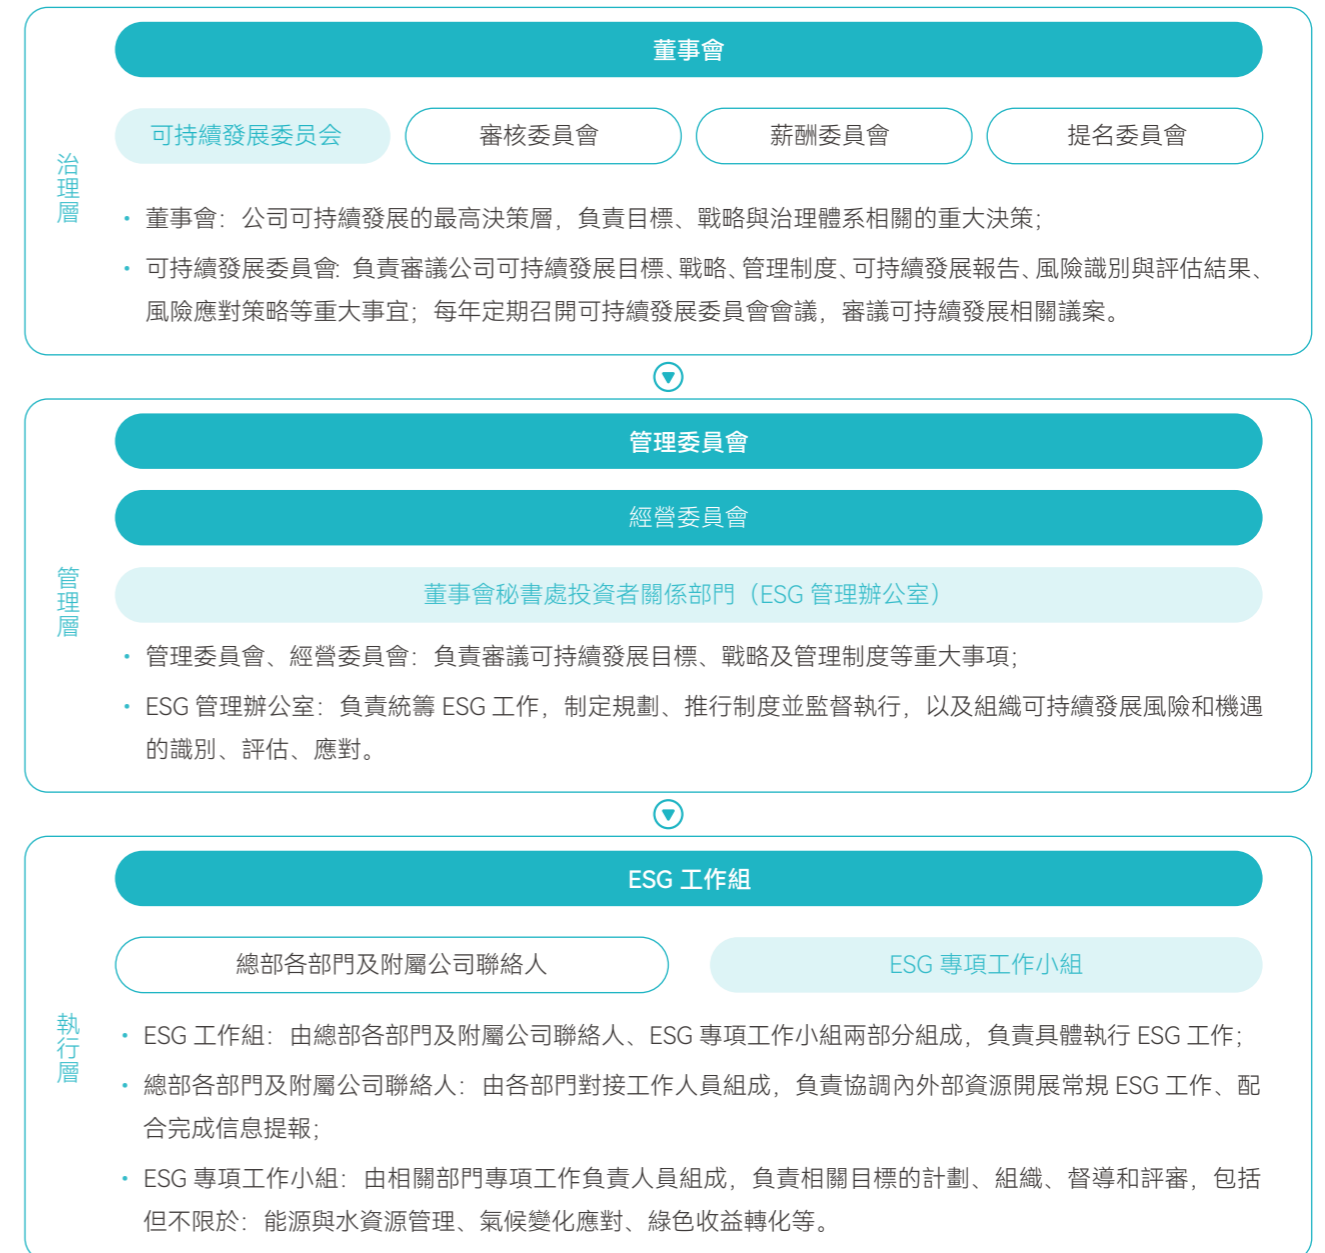 董事會
可持續發展委员会
審核委員會
薪酬委員會
提名委員會
治理層
• 董事會：公司可持續發展的最高決策層，負責目標、戰略與治理體系相關的重大決策；
• 可持續發展委員會：負責審議公司可持續發展目標、戰略、管理制度、可持續發展報告、風險識別與評估結果、
風險應對策略等重大事宜；每年定期召開可持續發展委員會會議，審議可持續發展相關議案。
管理委員會
經營委員會
董事會秘書處投資者關係部門（ESG 管理辦公室）
管理層
• 管理委員會、經營委員會：負責審議可持續發展目標、戰略及管理制度等重大事項；
• ESG 管理辦公室：負責統籌 ESG 工作，制定規劃、推行制度並監督執行，以及組織可持續發展風險和機遇
的識別、評估、應對。
ESG 工作組
總部各部門及附屬公司聯絡人
ESG 專項工作小組
執行層
• ESG 工作組：由總部各部門及附屬公司聯絡人、ESG 專項工作小組兩部分組成，負責具體執行 ESG 工作；
• 總部各部門及附屬公司聯絡人：由各部門對接工作人員組成，負責協調內外部資源開展常規 ESG 工作、配
合完成信息提報；
• ESG 專項工作小組：由相關部門專項工作負責人員組成，負責相關目標的計劃、組織、督導和評審，包括
但不限於：能源與水資源管理、氣候變化應對、綠色收益轉化等。